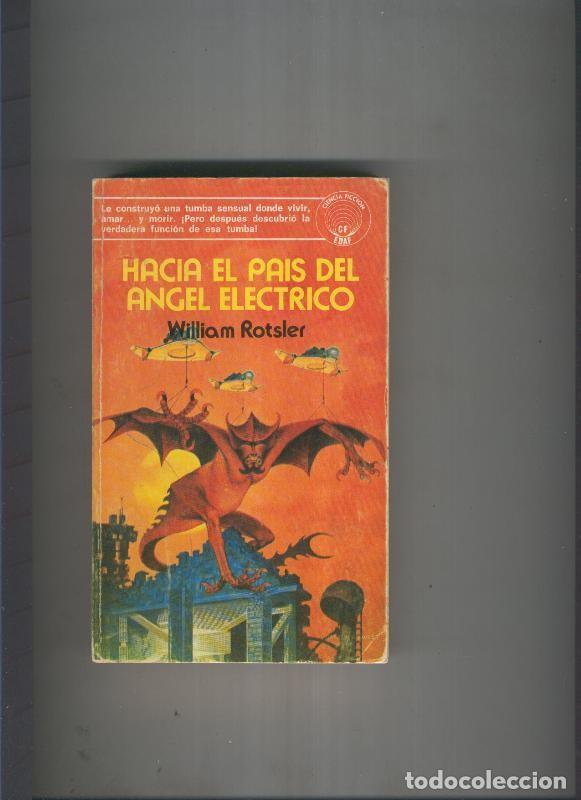 Le construyó una tumba sensual donde vivir,
amar... y morir. ¡Pero después descubrió la
verdadera función de esa tumba!
CIENCIA FICCION
CF
EDAF
HACIA EL PAIS DEL
ANGEL ELECTRICO
William Rotsler
todocoleccion